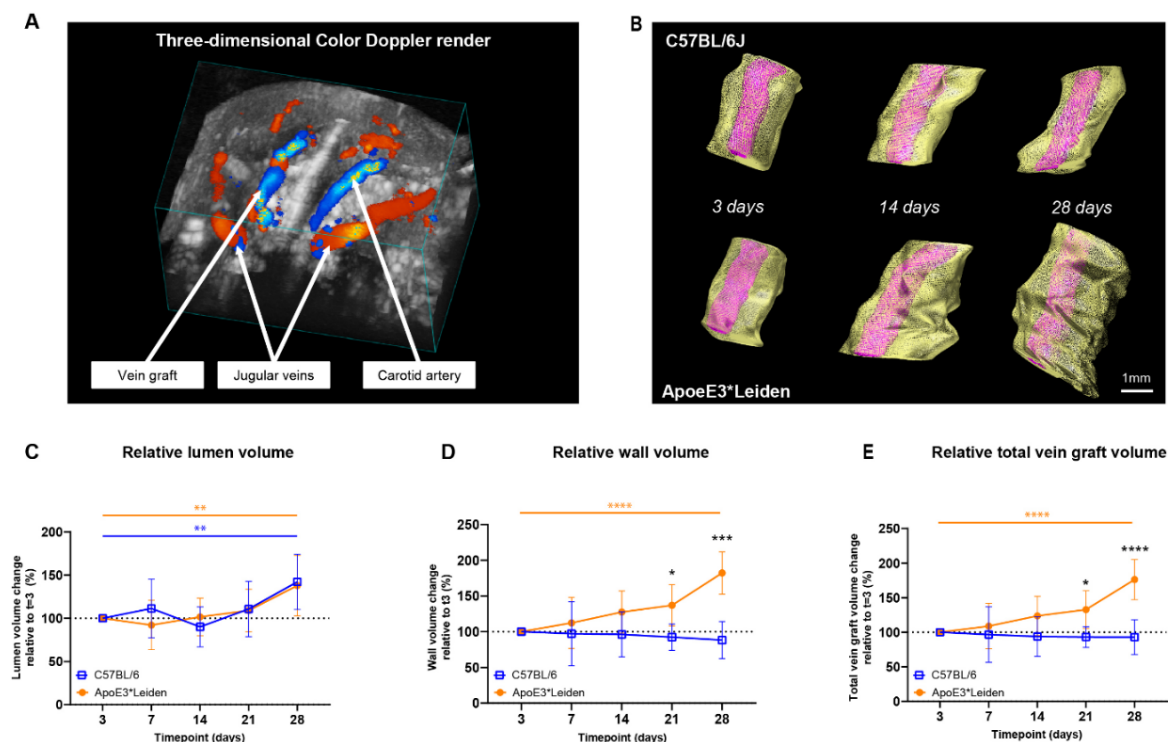 A
Three-dimensional Color Doppler render
Vein graft
Jugular veins
Carotid artery
B
C57BL/6J
3 days
14 days
28 days
ApoeE3*Leiden
1mm
C
Relative lumen volume
**
**
Lumen volume change
relative to t=3 (%)
200
150
100
50
0
C57BL/6
ApoE3*Leiden
3
7
14
21
28
Timepoint (days)
D
Relative wall volume
****
***
*
Wall volume change
relative to t3 (%)
250
200
150
100
50
0
C57BL/6
ApoE3*Leiden
3
7
14
21
28
Timepoint (days)
E
Relative total vein graft volume
****
****
*
Total vein graft volume change
relative to t=3 (%)
250
200
150
100
50
0
C57BL/6
ApoE3*Leiden
3
7
14
21
28
Timepoint (days)